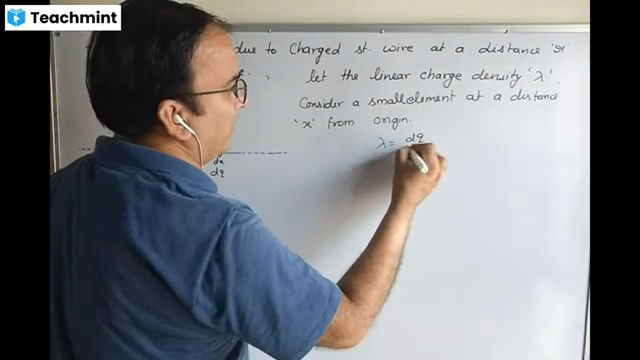 Teachmint
due to Charged st. wire at a distance 'r'
let the linear charge density 'λ'.
Consider a small element at a distance
'x' from origin.
λ = dq
dx
dq